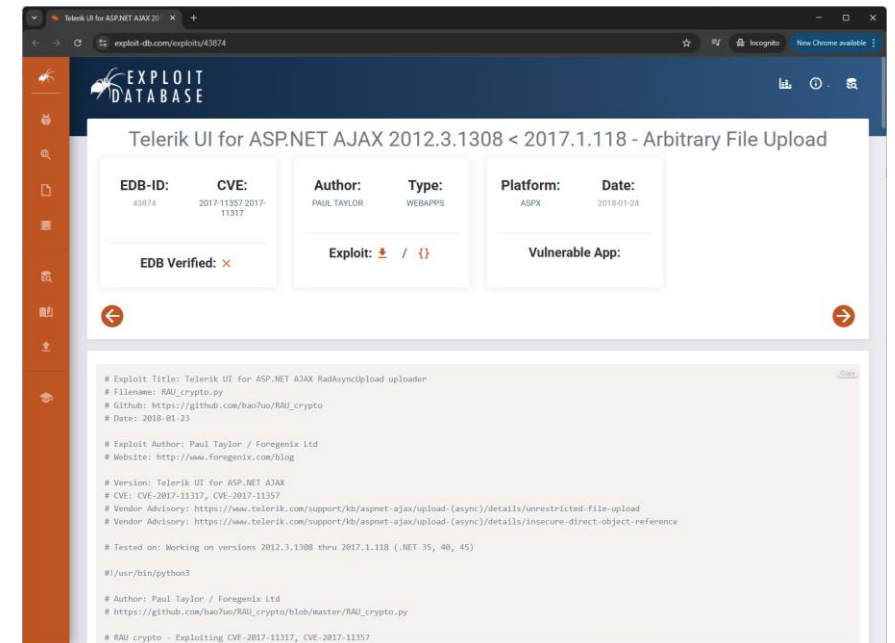 Telerik UI for ASP.NET AJAX 201
exploit-db.com/exploits/43874
Incognito
New Chrome available
EXPLOIT
DATABASE
Telerik UI for ASP.NET AJAX 2012.3.1308 < 2017.1.118 - Arbitrary File Upload
EDB-ID:
43874
CVE:
2017-11357 2017-
11317
EDB Verified: ×
Author:
PAUL TAYLOR
Type:
WEBAPPS
Exploit: / {}
Platform:
ASPX
Date:
2018-01-24
Vulnerable App:
Copy
# Exploit Title: Telerik UI for ASP.NET AJAX RadAsyncUpload uploader
# Filename: RAU_crypto.py
# Github: https://github.com/bao7uo/RAU_crypto
# Date: 2018-01-23
# Exploit Author: Paul Taylor / Foregenix Ltd
# Website: http://www.foregenix.com/blog
# Version: Telerik UI for ASP.NET AJAX
# CVE: CVE-2017-11317, CVE-2017-11357
# Vendor Advisory: https://www.telerik.com/support/kb/aspnet-ajax/upload-(async)/details/unrestricted-file-upload
# Vendor Advisory: https://www.telerik.com/support/kb/aspnet-ajax/upload-(async)/details/insecure-direct-object-reference
# Tested on: Working on versions 2012.3.1308 thru 2017.1.118 (.NET 35, 40, 45)
#!/usr/bin/python3
# Author: Paul Taylor / Foregenix Ltd
# https://github.com/bao7uo/RAU_crypto/blob/master/RAU_crypto.py
# RAU crypto - Exploiting CVE-2017-11317, CVE-2017-11357